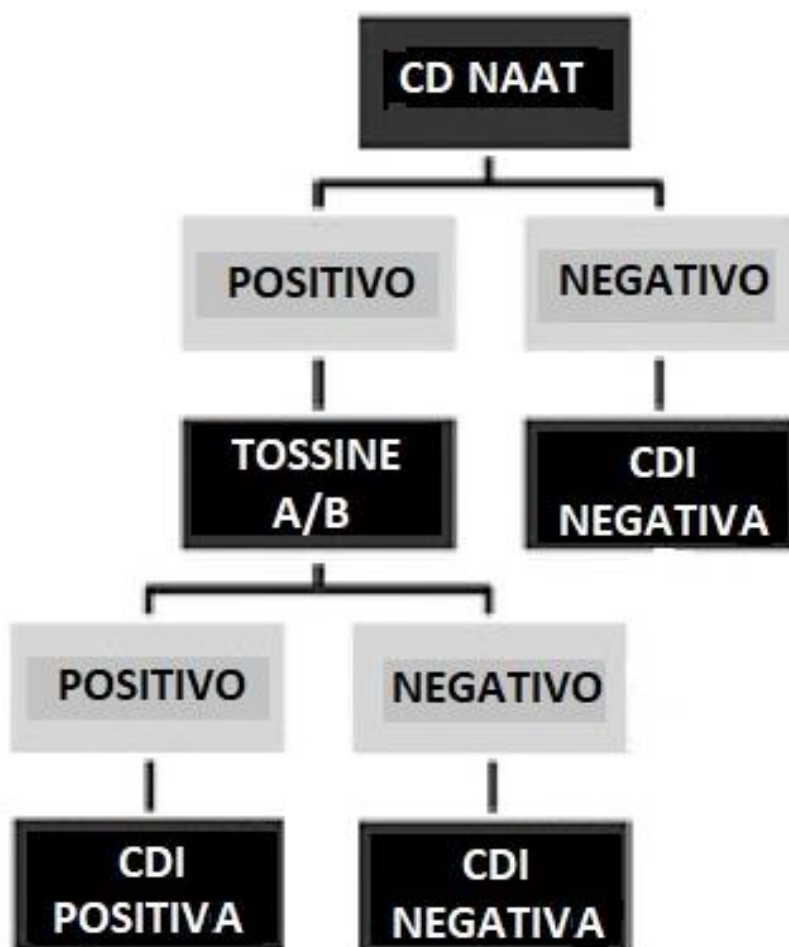 CD NAAT
POSITIVO
NEGATIVO
TOSSINE
A/B
CDI
NEGATIVA
POSITIVO
NEGATIVO
CDI
POSITIVA
CDI
NEGATIVA